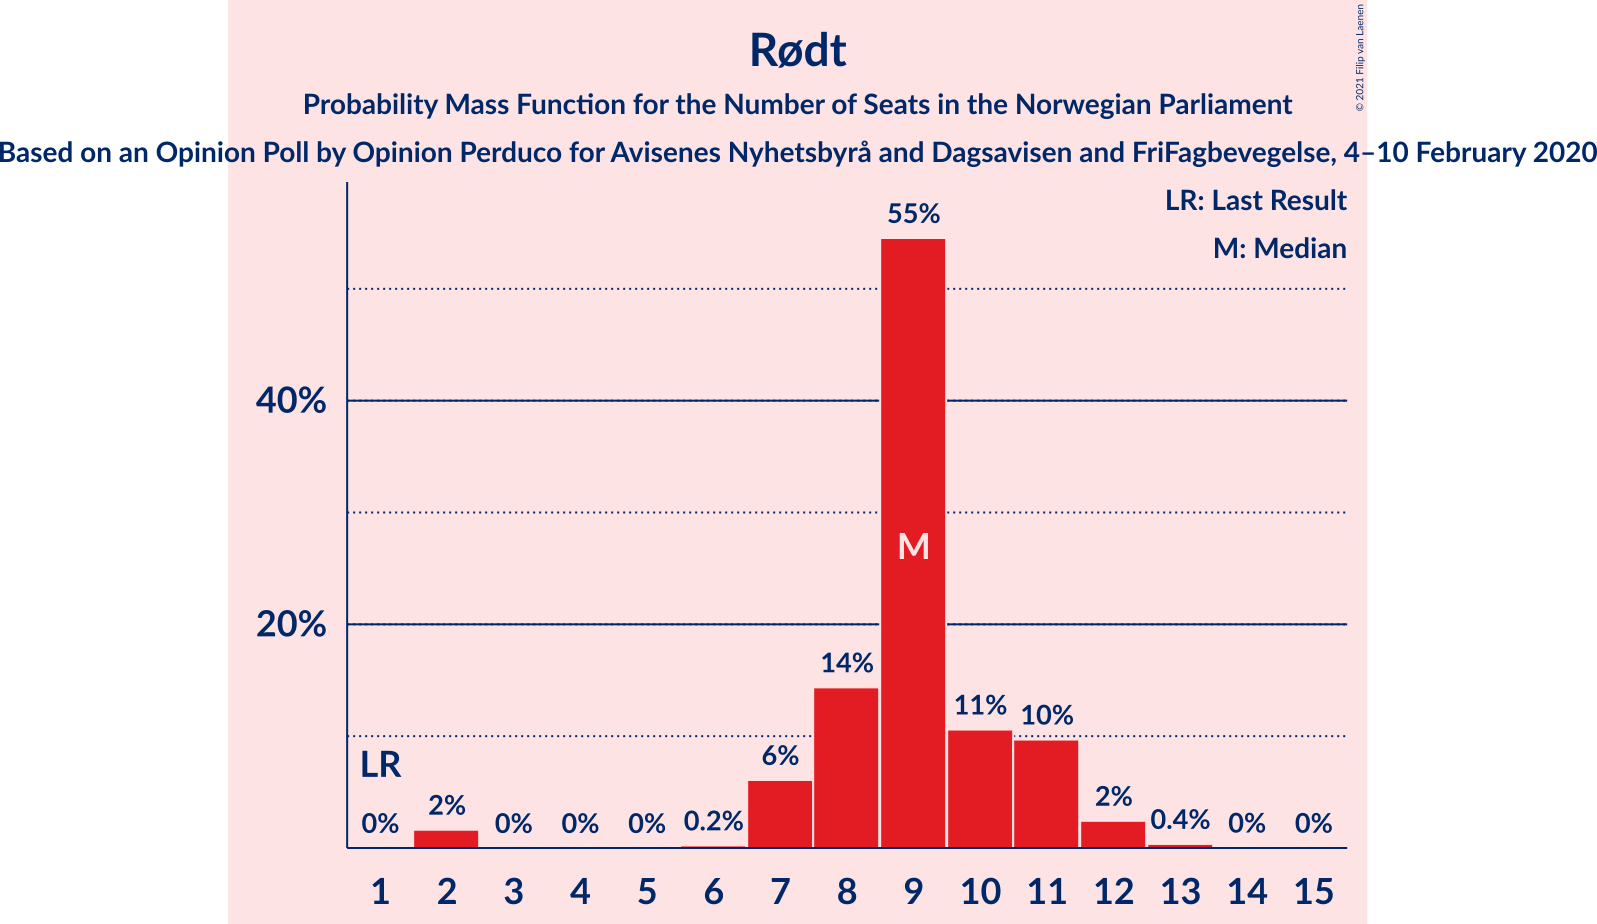 Rødt
© 2021 Filip van Laenen
Probability Mass Function for the Number of Seats in the Norwegian Parliament
Based on an Opinion Poll by Opinion Perduco for Avisenes Nyhetsbyrå and Dagsavisen and FriFagbevegelse, 4–10 February 2020
LR: Last Result
M: Median
55%
40%
M
20%
14%
11%
10%
6%
LR
2%
2%
0%
0%
0%
0%
0.2%
0.4%
0%
0%
1 2 3 4 5 6 7 8 9 10 11 12 13 14 15